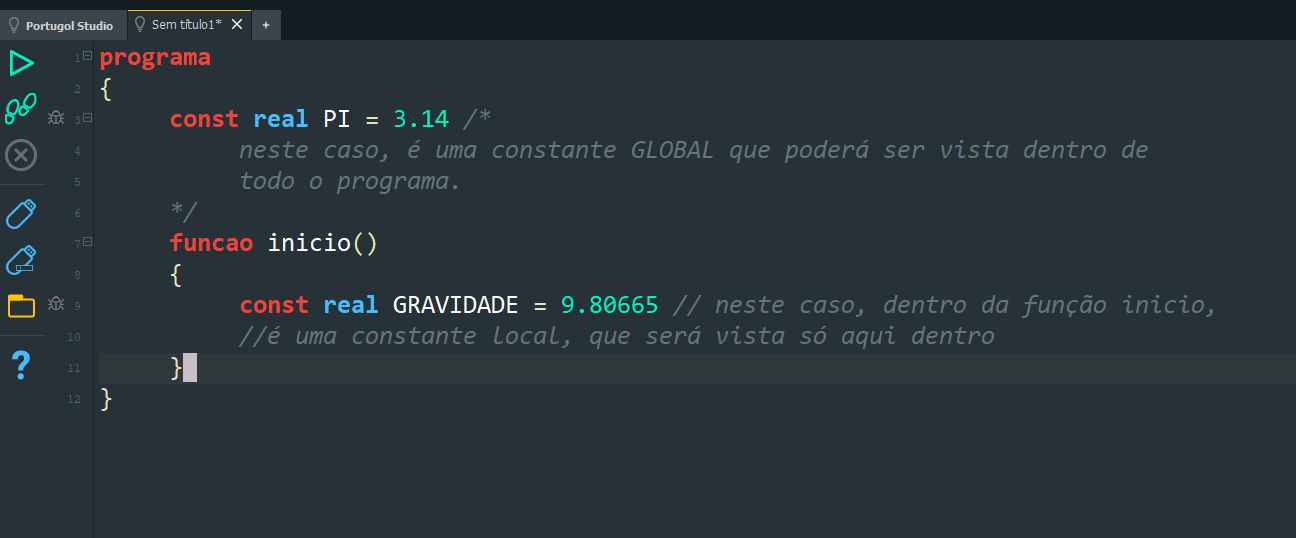 Portugol Studio
Sem título1*
+
1 programa
2 {
3 const real PI = 3.14 /*
4 neste caso, é uma constante GLOBAL que poderá ser vista dentro de
5 todo o programa.
6 */
7 funcao inicio()
8 {
9 const real GRAVIDADE = 9.80665 // neste caso, dentro da função inicio,
10 //é uma constante local, que será vista só aqui dentro
11 }
12 }
?